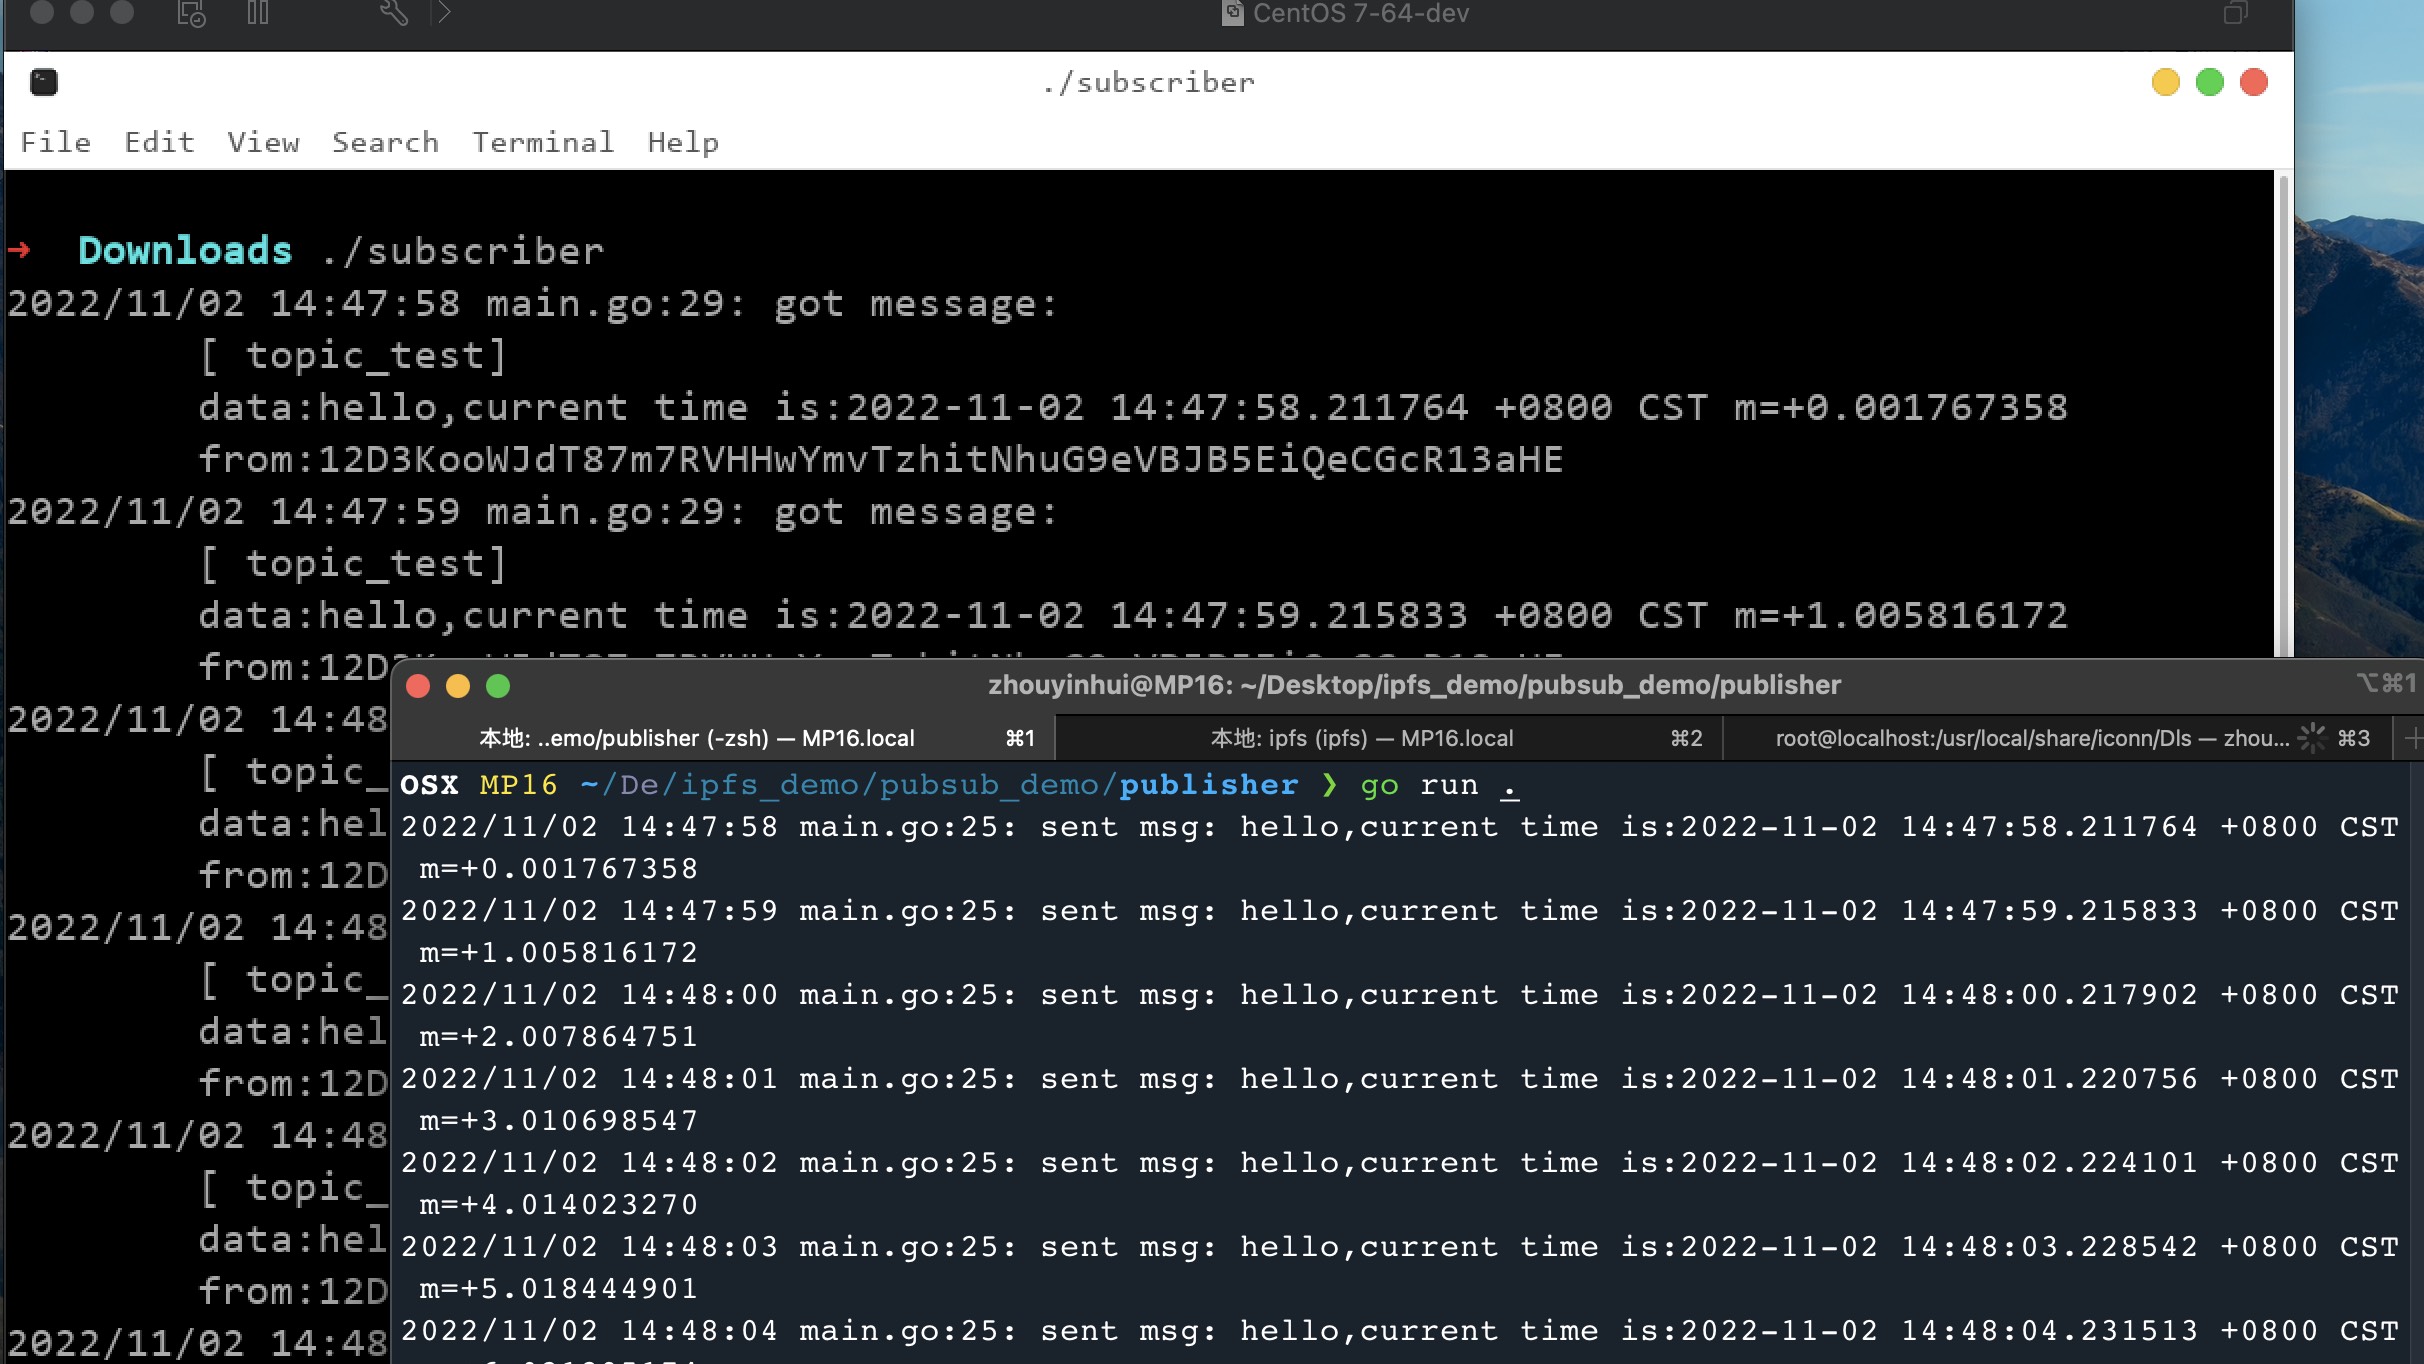 CentOS 7-64-dev
./subscriber
File Edit View Search Terminal Help
→ Downloads ./subscriber
2022/11/02 14:47:58 main.go:29: got message:
[ topic_test]
data:hello,current time is:2022-11-02 14:47:58.211764 +0800 CST m=+0.001767358
from:12D3KooWJdT87m7RVHHwYmvTzhitNhuG9eVBJB5EiQeCGcR13aHE
2022/11/02 14:47:59 main.go:29: got message:
[ topic_test]
data:hello,current time is:2022-11-02 14:47:59.215833 +0800 CST m=+1.005816172
from:12D
2022/11/02 14:48
[ topic_
data:hel
from:12D
2022/11/02 14:48
[ topic_
data:hel
from:12D
2022/11/02 14:48
[ topic_
data:hel
from:12D
2022/11/02 14:48
zhouyinhui@MP16: ~/Desktop/ipfs_demo/pubsub_demo/publisher ⌥⌘1
本地: ..emo/publisher (-zsh) — MP16.local ⌘1 本地: ipfs (ipfs) — MP16.local ⌘2 root@localhost:/usr/local/share/iconn/Dls — zhou... ⌘3
OSX MP16 ~/De/ipfs_demo/pubsub_demo/publisher ❯ go run .
2022/11/02 14:47:58 main.go:25: sent msg: hello,current time is:2022-11-02 14:47:58.211764 +0800 CST
m=+0.001767358
2022/11/02 14:47:59 main.go:25: sent msg: hello,current time is:2022-11-02 14:47:59.215833 +0800 CST
m=+1.005816172
2022/11/02 14:48:00 main.go:25: sent msg: hello,current time is:2022-11-02 14:48:00.217902 +0800 CST
m=+2.007864751
2022/11/02 14:48:01 main.go:25: sent msg: hello,current time is:2022-11-02 14:48:01.220756 +0800 CST
m=+3.010698547
2022/11/02 14:48:02 main.go:25: sent msg: hello,current time is:2022-11-02 14:48:02.224101 +0800 CST
m=+4.014023270
2022/11/02 14:48:03 main.go:25: sent msg: hello,current time is:2022-11-02 14:48:03.228542 +0800 CST
m=+5.018444901
2022/11/02 14:48:04 main.go:25: sent msg: hello,current time is:2022-11-02 14:48:04.231513 +0800 CST